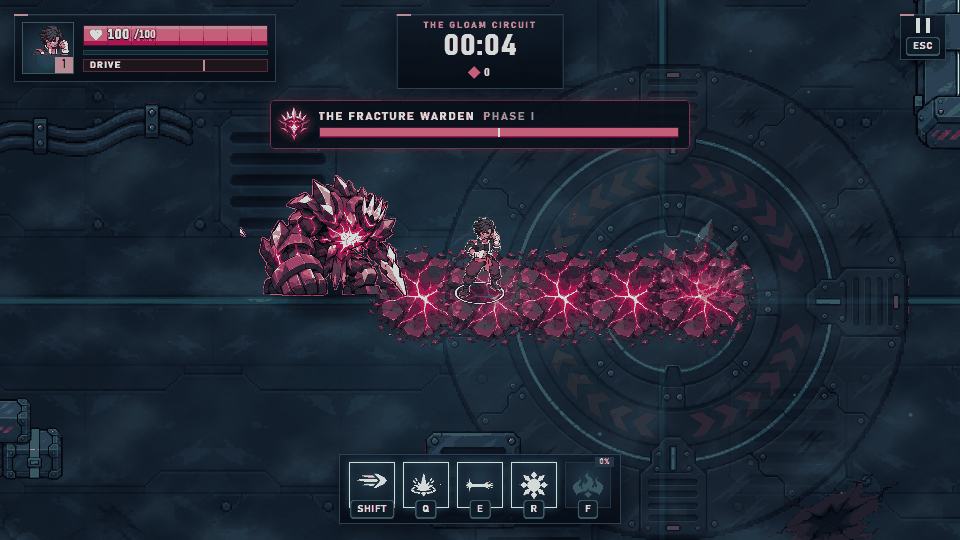 100 /100
1
DRIVE
THE GLOAM CIRCUIT
00:04
0
ESC
THE FRACTURE WARDEN PHASE I
0%
SHIFT
Q
E
R
F